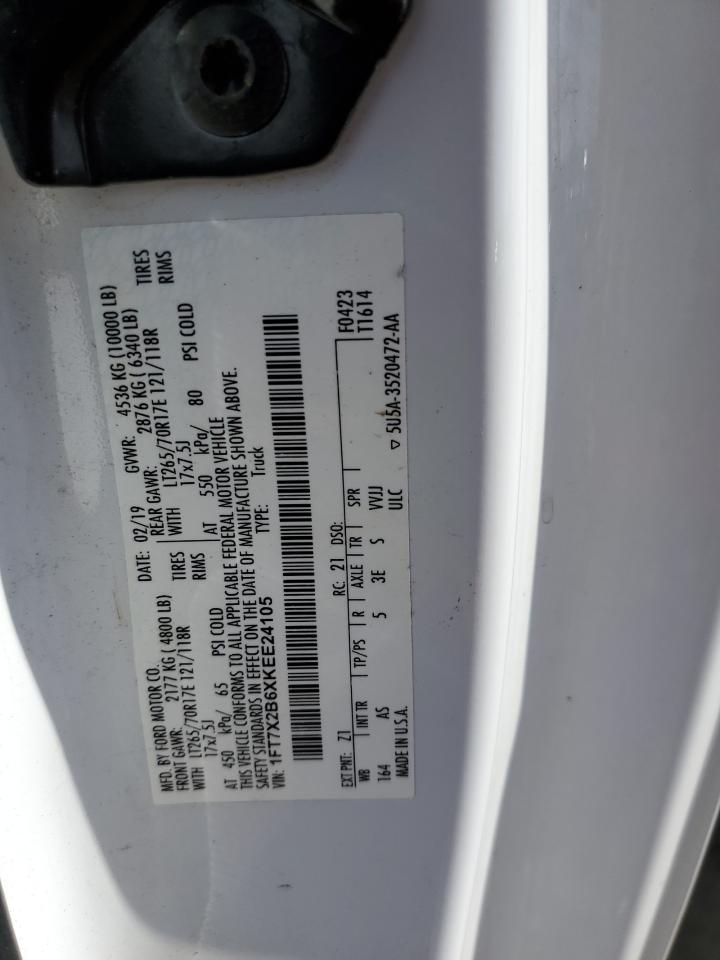 MFD. BY FORD MOTOR CO. DATE: 02/19 GVWR: 4536 KG (10000 LB)
FRONT GAWR: 2177 KG ( 4800 LB) REAR GAWR: 2876 KG ( 6340 LB)
WITH LT265/70R17E 121/118R TIRES WITH LT265/70R17E 121/118R TIRES
17x7.5J RIMS 17x7.5J RIMS
AT 450 kPa/ 65 PSI COLD AT 550 kPa/ 80 PSI COLD
THIS VEHICLE CONFORMS TO ALL APPLICABLE FEDERAL MOTOR VEHICLE
SAFETY STANDARDS IN EFFECT ON THE DATE OF MANUFACTURE SHOWN ABOVE.
VIN: 1FT7X2B6XKEE24105 TYPE: Truck
EXT PNT: Z1 RC: 21 DSO: F0423
WB INT TR TP/PS R AXLE TR SPR T1614
164 AS 5 3E S VVJJ
MADE IN U.S.A. ULC ▽ 5U5A-3520472-AA